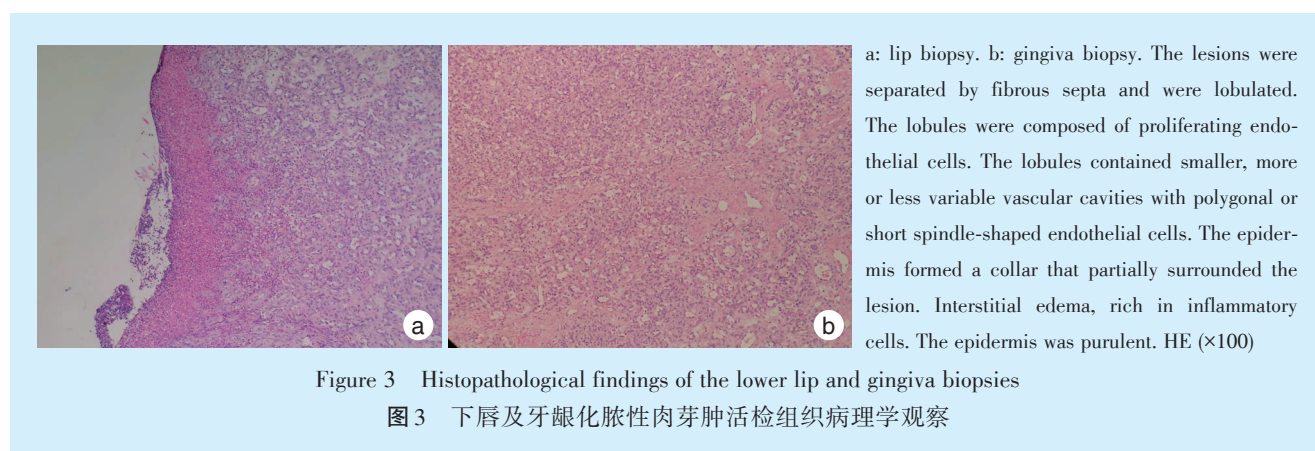 a: lip biopsy. b: gingiva biopsy. The lesions were
separated by fibrous septa and were lobulated.
The lobules were composed of proliferating endo-
thelial cells. The lobules contained smaller, more
or less variable vascular cavities with polygonal or
short spindle-shaped endothelial cells. The epider-
mis formed a collar that partially surrounded the
lesion. Interstitial edema, rich in inflammatory
cells. The epidermis was purulent. HE (×100)
a
b
Figure 3 Histopathological findings of the lower lip and gingiva biopsies
图3 下唇及牙龈化脓性肉芽肿活检组织病理学观察